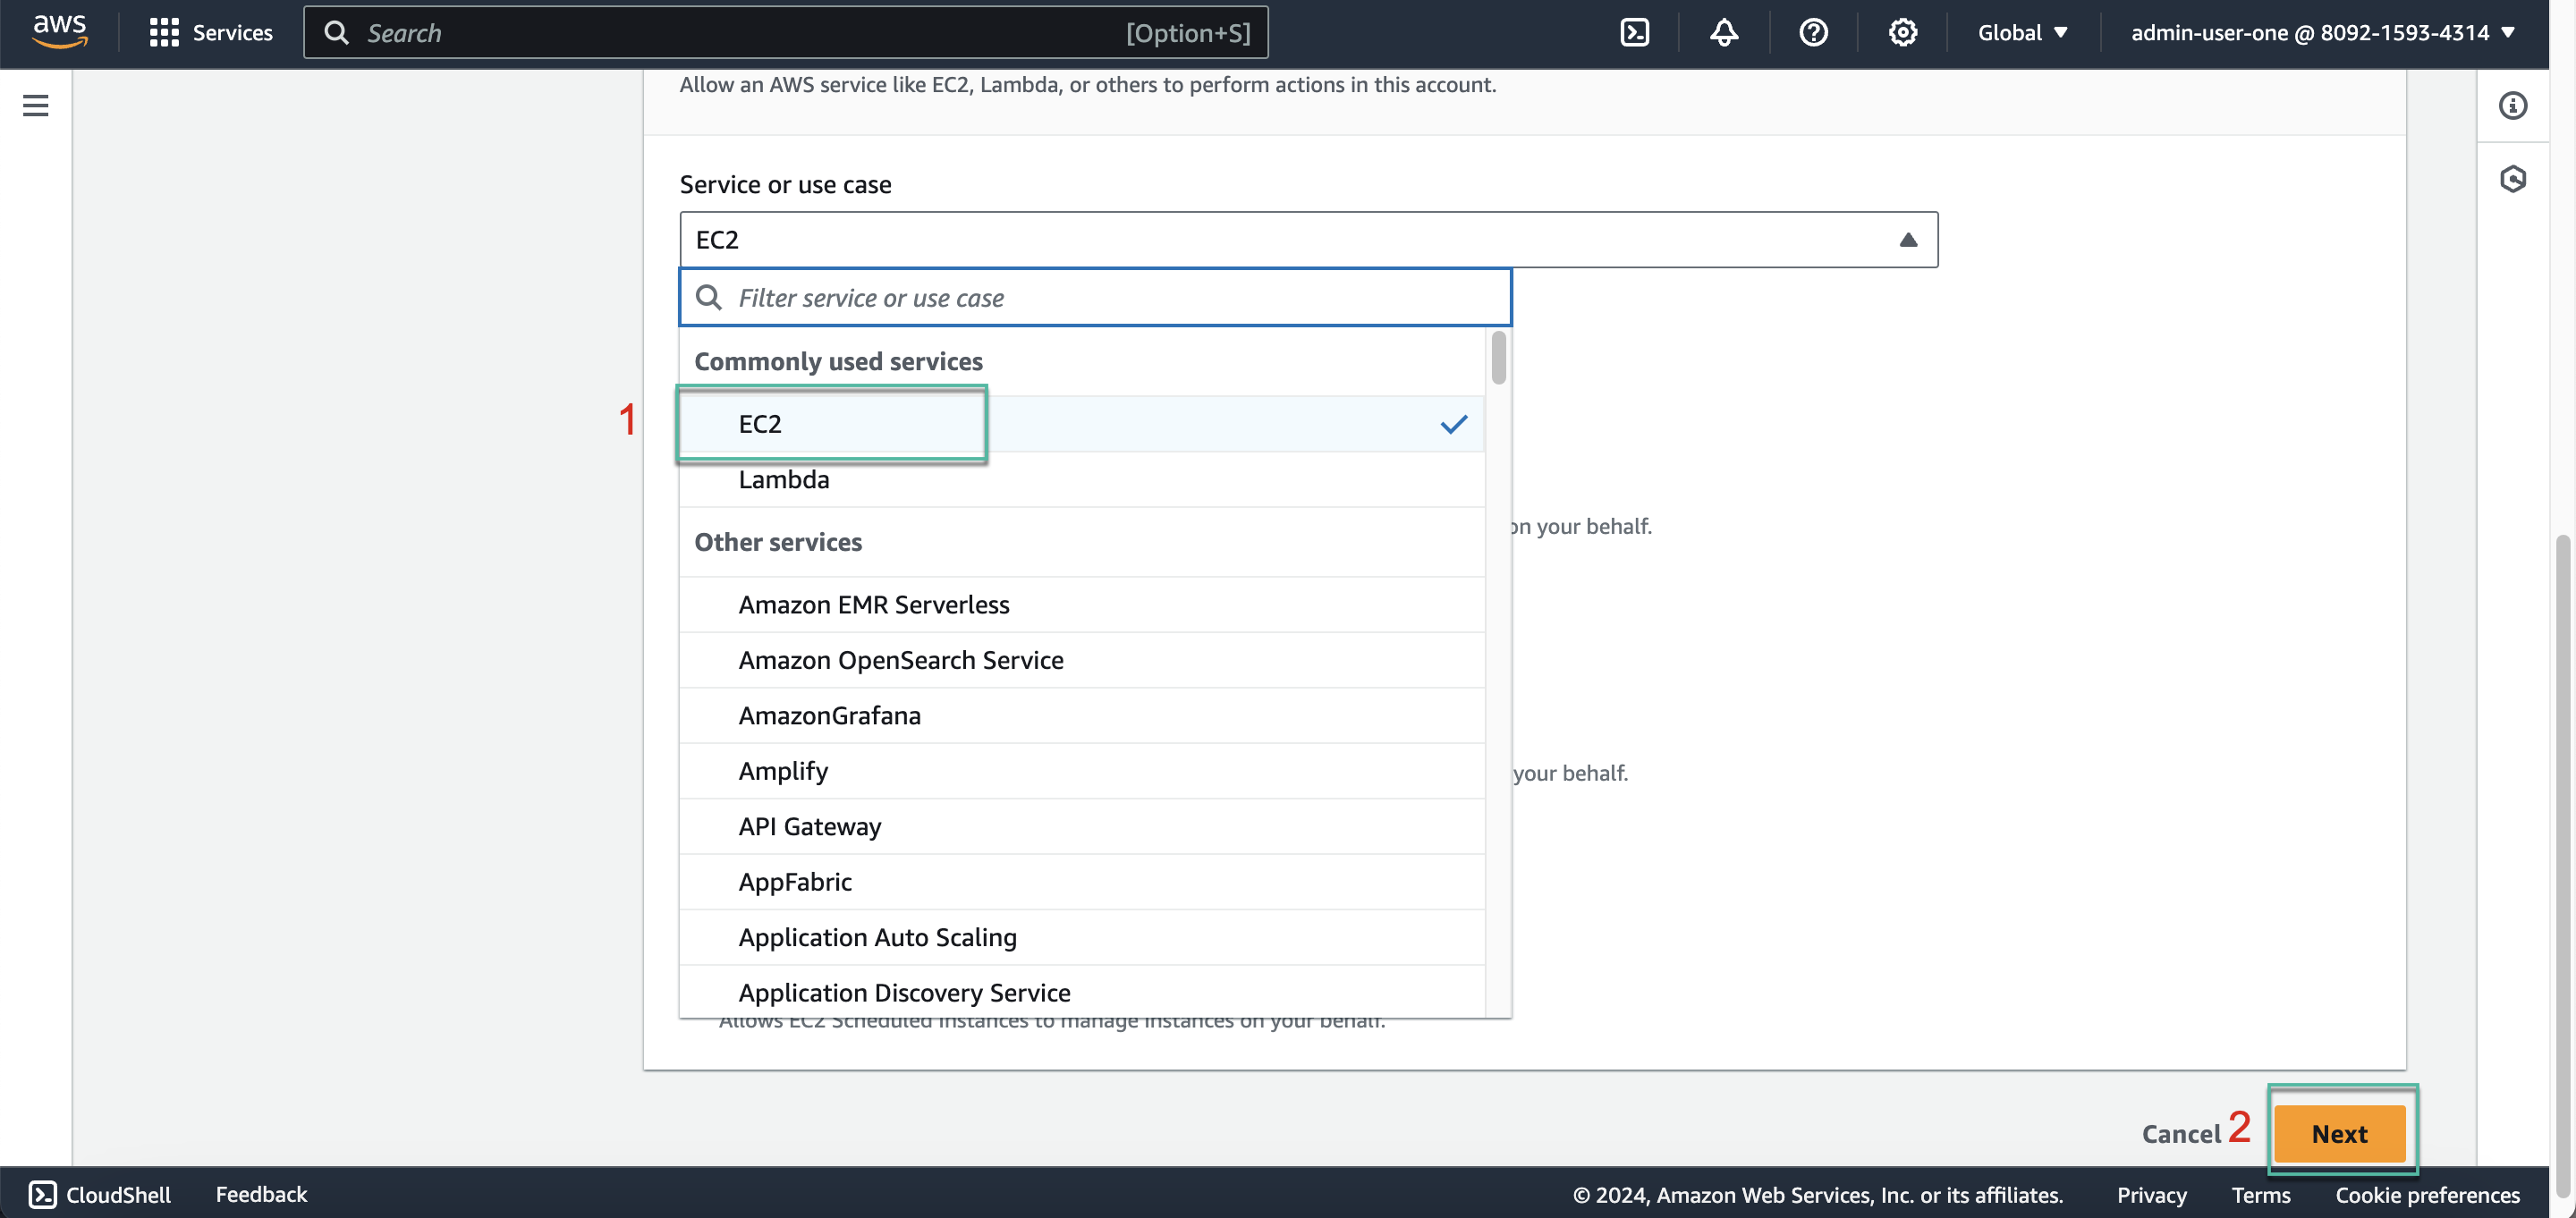 aws Services Search [Option+S] Global admin-user-one @ 8092-1593-4314
Allow an AWS service like EC2, Lambda, or others to perform actions in this account.
Service or use case
EC2
Filter service or use case
Commonly used services
1 EC2
Lambda
on your behalf.
Other services
Amazon EMR Serverless
Amazon OpenSearch Service
AmazonGrafana
Amplify
your behalf.
API Gateway
AppFabric
Application Auto Scaling
Application Discovery Service
Allows EC2 Scheduled Instances to manage instances on your behalf.
Cancel 2 Next
CloudShell Feedback © 2024, Amazon Web Services, Inc. or its affiliates. Privacy Terms Cookie preferences